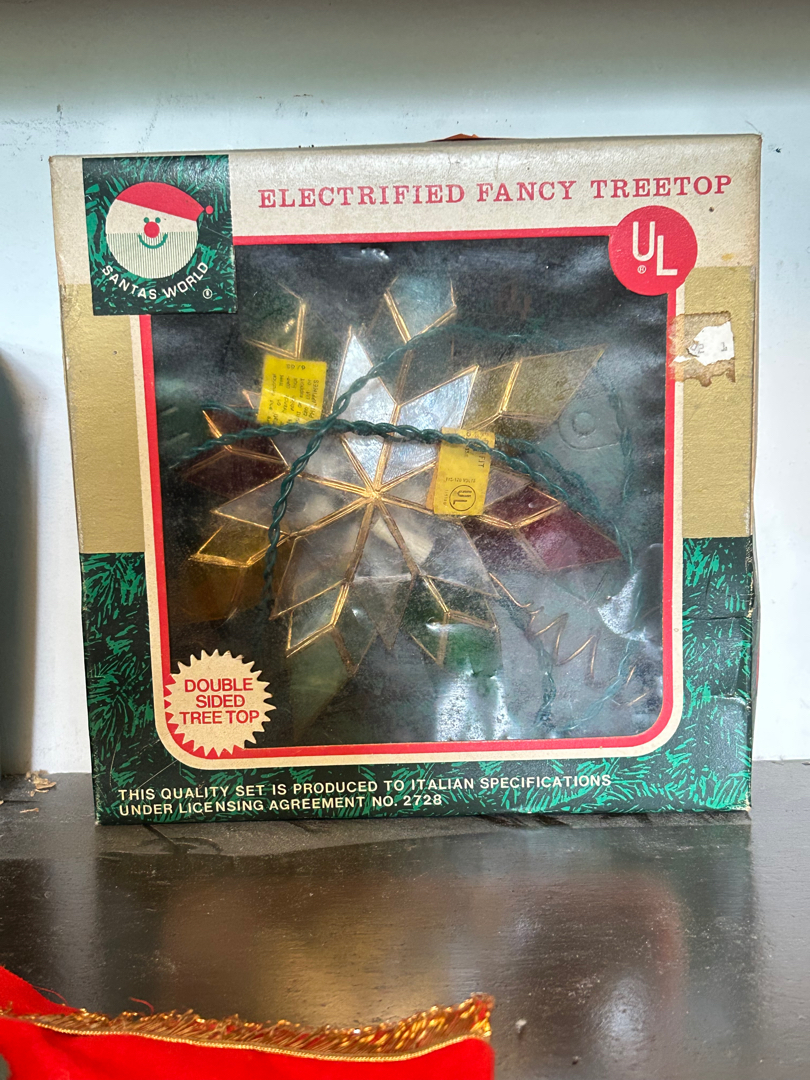 ELECTRIFIED FANCY TREETOP
SANTAS WORLD
®
UL
®
UL
DOUBLE
SIDED
TREE TOP
THIS QUALITY SET IS PRODUCED TO ITALIAN SPECIFICATIONS
UNDER LICENSING AGREEMENT NO. 2728